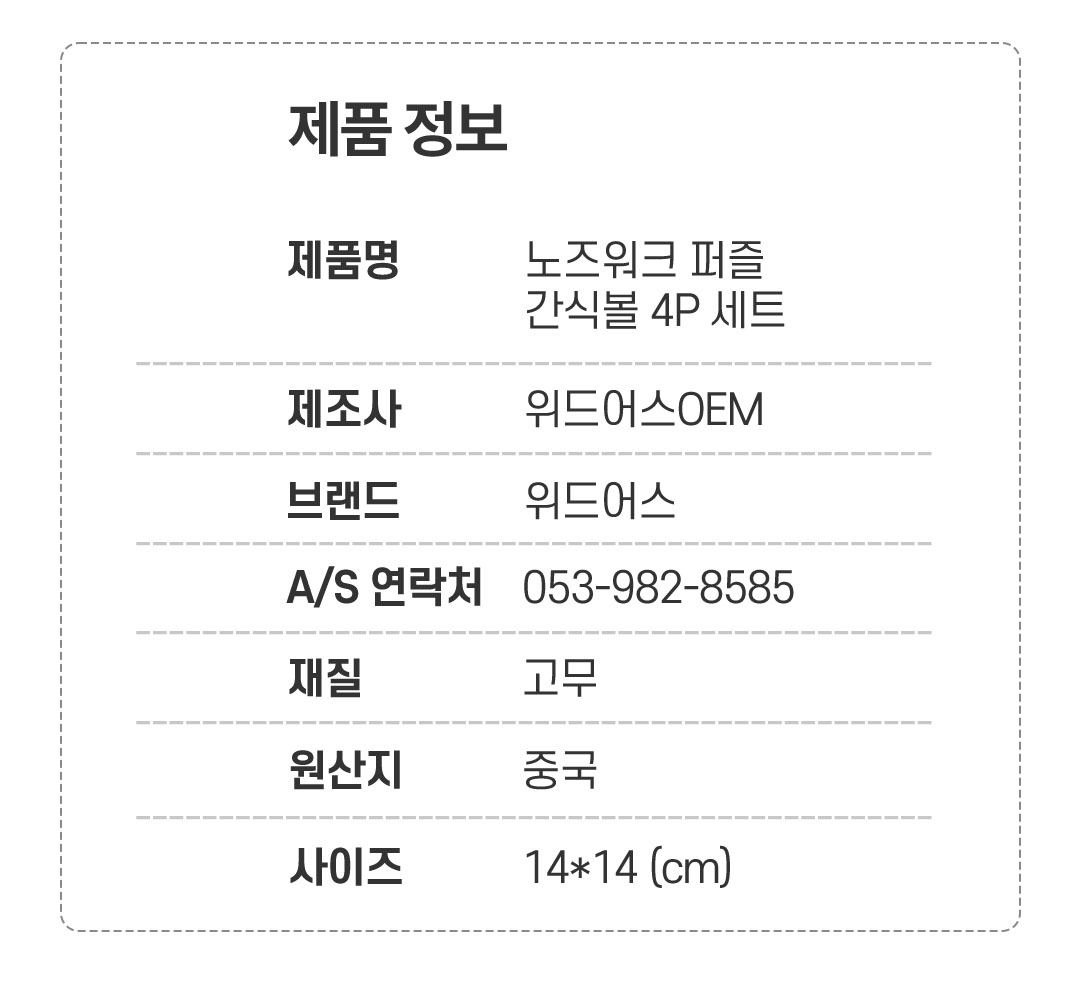 제품 정보
제품명 노즈워크 퍼즐
간식볼 4P 세트
제조사 위드어스OEM
브랜드 위드어스
A/S 연락처 053-982-8585
재질 고무
원산지 중국
사이즈 14*14 (cm)